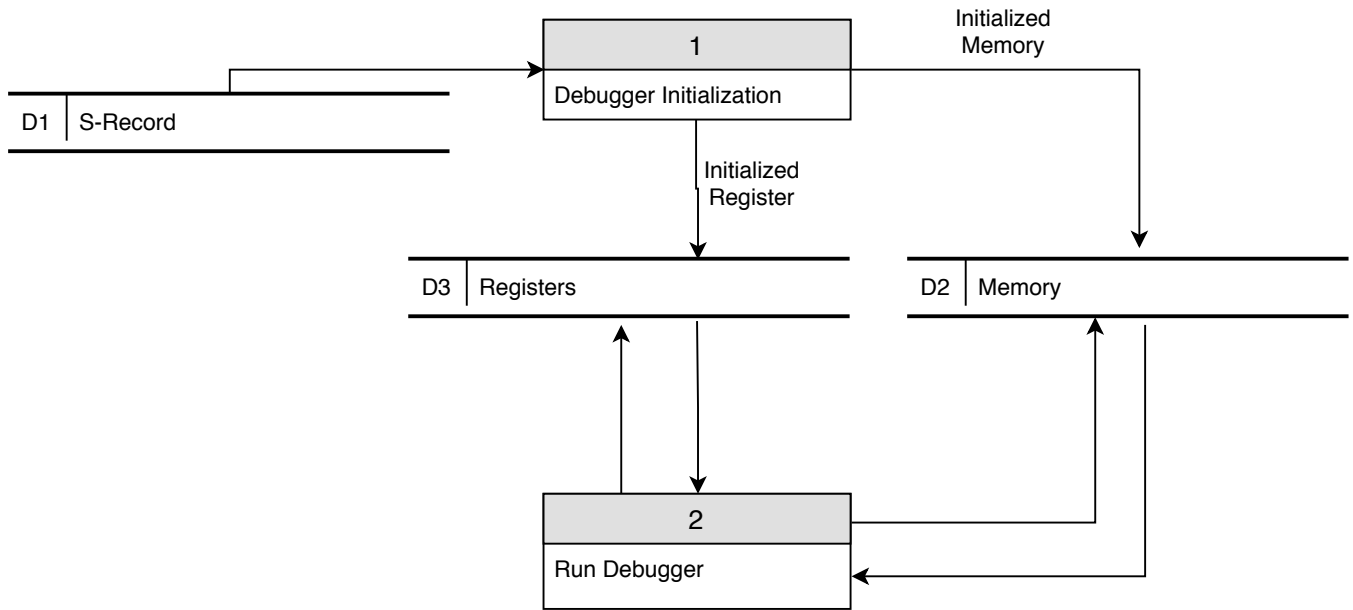 Initialized
Memory
1
Debugger Initialization
D1 S-Record
Initialized
Register
D3 Registers
D2 Memory
2
Run Debugger